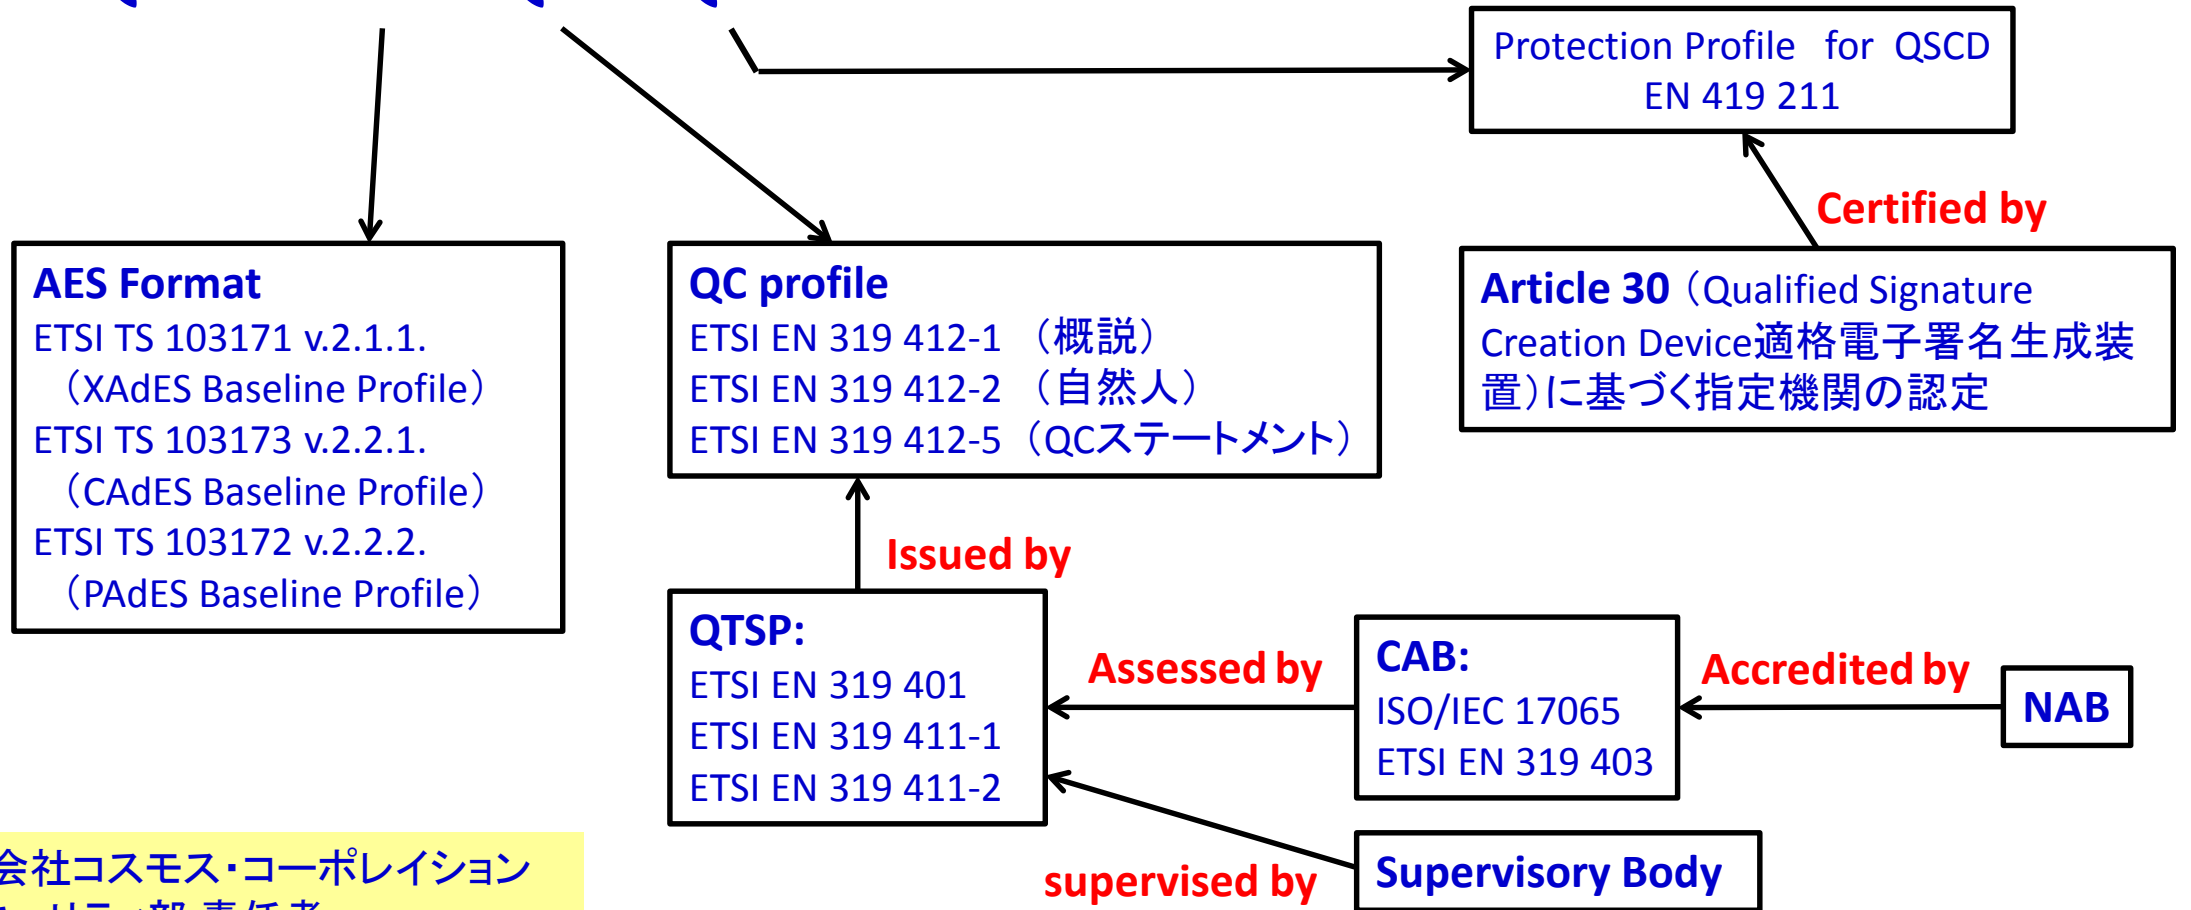 Protection Profile for QSCD
EN 419 211
Certified by
AES Format
ETSI TS 103171 v.2.1.1.
（XAdES Baseline Profile）
ETSI TS 103173 v.2.2.1.
（CAdES Baseline Profile）
ETSI TS 103172 v.2.2.2.
（PAdES Baseline Profile）
QC profile
ETSI EN 319 412-1 （概説）
ETSI EN 319 412-2 （自然人）
ETSI EN 319 412-5（QCステートメント）
Article 30（Qualified Signature
Creation Device適格電子署名生成装
置）に基づく指定機関の認定
Issued by
QTSP:
ETSI EN 319 401
ETSI EN 319 411-1
ETSI EN 319 411-2
Assessed by
CAB:
ISO/IEC 17065
ETSI EN 319 403
Accredited by
NAB
supervised by
Supervisory Body
会社コスモス・コーポレイション